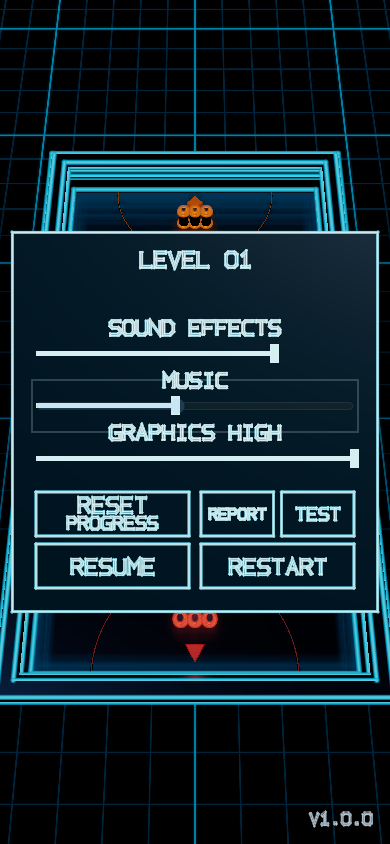 LEVEL 01
SOUND EFFECTS
MUSIC
GRAPHICS HIGH
RESET
PROGRESS
REPORT
TEST
RESUME
RESTART
V1.0.0